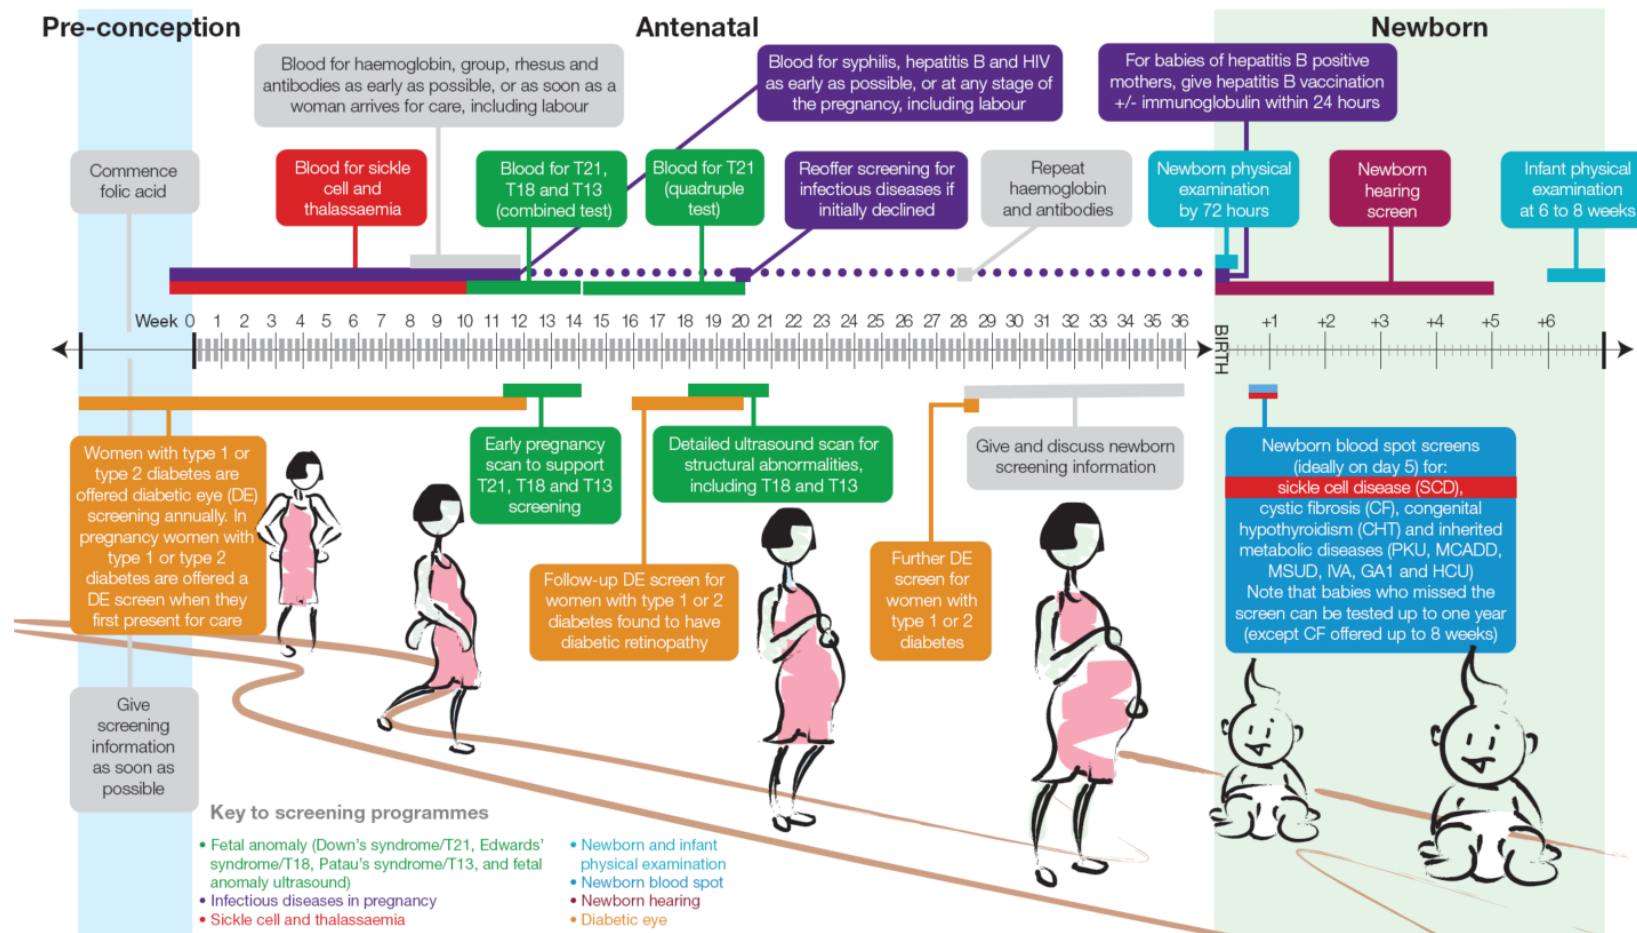 Pre-conception
Antenatal
Newborn
Blood for haemoglobin, group, rhesus and
antibodies as early as possible, or as soon as a
woman arrives for care, including labour
Blood for syphilis, hepatitis B and HIV
as early as possible, or at any stage of
the pregnancy, including labour
For babies of hepatitis B positive
mothers, give hepatitis B vaccination
+/- immunoglobulin within 24 hours
Commence
folic acid
Blood for sickle
cell and
thalassaemia
Blood for T21,
T18 and T13
(combined test)
Blood for T21
(quadruple
test)
Reoffer screening for
infectious diseases if
initially declined
Repeat
haemoglobin
and antibodies
Newborn physical
examination
by 72 hours
Newborn
hearing
screen
Infant physical
examination
at 6 to 8 weeks
Week 0 1 2 3 4 5 6 7 8 9 10 11 12 13 14 15 16 17 18 19 20 21 22 23 24 25 26 27 28 29 30 31 32 33 34 35 36
BIRTH
+1 +2 +3 +4 +5 +6
Women with type 1 or
type 2 diabetes are
offered diabetic eye (DE)
screening annually. In
pregnancy women with
type 1 or type 2
diabetes are offered a
DE screen when they
first present for care
Early pregnancy
scan to support
T21, T18 and T13
screening
Detailed ultrasound scan for
structural abnormalities,
including T18 and T13
Give and discuss newborn
screening information
Newborn blood spot screens
(ideally on day 5) for:
sickle cell disease (SCD),
cystic fibrosis (CF), congenital
hypothyroidism (CHT) and inherited
metabolic diseases (PKU, MCADD,
MSUD, IVA, GA1 and HCU)
Note that babies who missed the
screen can be tested up to one year
(except CF offered up to 8 weeks)
Follow-up DE screen for
women with type 1 or 2
diabetes found to have
diabetic retinopathy
Further DE
screen for
women with
type 1 or 2
diabetes
Give
screening
information
as soon as
possible
Key to screening programmes
• Fetal anomaly (Down's syndrome/T21, Edwards'
syndrome/T18, Patau's syndrome/T13, and fetal
anomaly ultrasound)
• Infectious diseases in pregnancy
• Sickle cell and thalassaemia
• Newborn and infant
physical examination
• Newborn blood spot
• Newborn hearing
• Diabetic eye